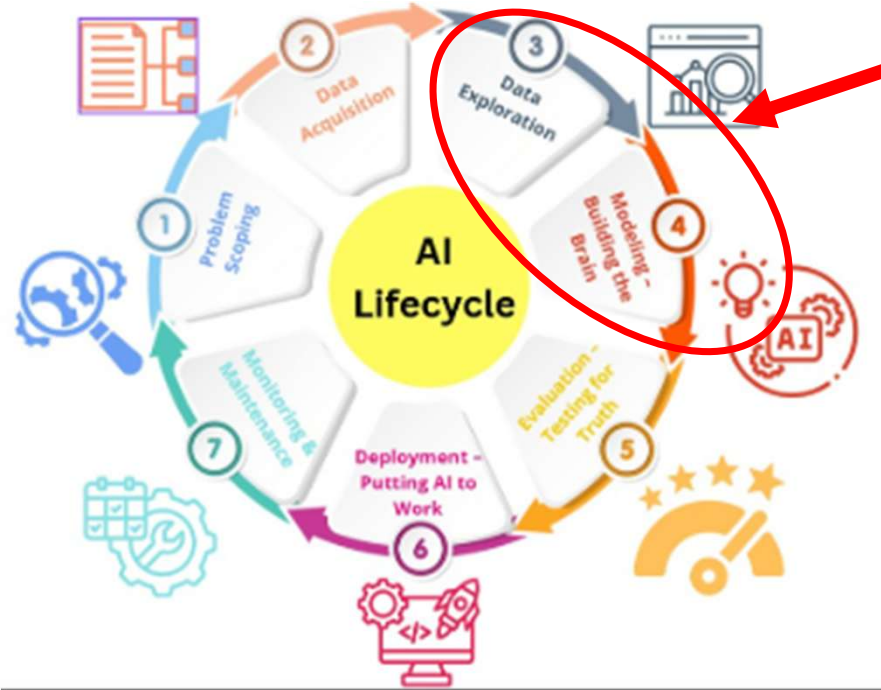 AI
Lifecycle
1
Problem
Scoping
2
Data
Acquisition
3
Data
Exploration
4
Modeling –
Building the
Brain
AI
5
Evaluation –
Testing for
Truth
6
Deployment –
Putting AI to
Work
</>
7
Monitoring &
Maintenance